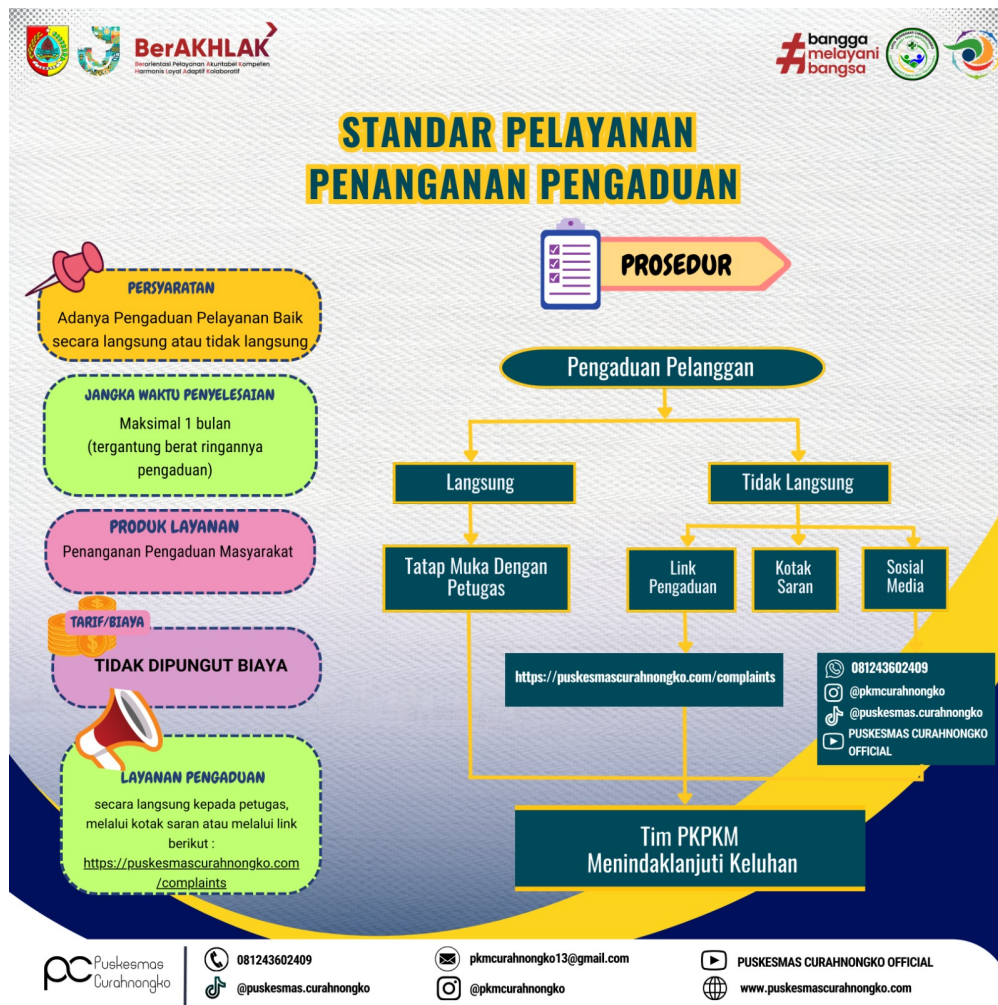 BerAKHLAK
Berorientasi Pelayanan Akuntabel Kompeten
Harmonis Loyal Adaptif Kolaboratif
#bangga
melayani
bangsa
STANDAR PELAYANAN
PENANGANAN PENGADUAN
PROSEDUR
PERSYARATAN
Adanya Pengaduan Pelayanan Baik
secara langsung atau tidak langsung
JANGKA WAKTU PENYELESAIAN
Maksimal 1 bulan
(tergantung berat ringannya
pengaduan)
PRODUK LAYANAN
Penanganan Pengaduan Masyarakat
TARIF/BIAYA
TIDAK DIPUNGUT BIAYA
LAYANAN PENGADUAN
secara langsung kepada petugas,
melalui kotak saran atau melalui link
berikut :
https://puskesmascurahnongko.com
/complaints
Pengaduan Pelanggan
Langsung
Tidak Langsung
Tatap Muka Dengan
Petugas
Link
Pengaduan
Kotak
Saran
Sosial
Media
https://puskesmascurahnongko.com/complaints
081243602409
@pkmcurahnongko
@puskesmas.curahnongko
PUSKESMAS CURAHNONGKO
OFFICIAL
Tim PKPKM
Menindaklanjuti Keluhan
PC Puskesmas
Curahnongko
081243602409
@puskesmas.curahnongko
pkmcurahnongko13@gmail.com
@pkmcurahnongko
PUSKESMAS CURAHNONGKO OFFICIAL
www.puskesmascurahnongko.com